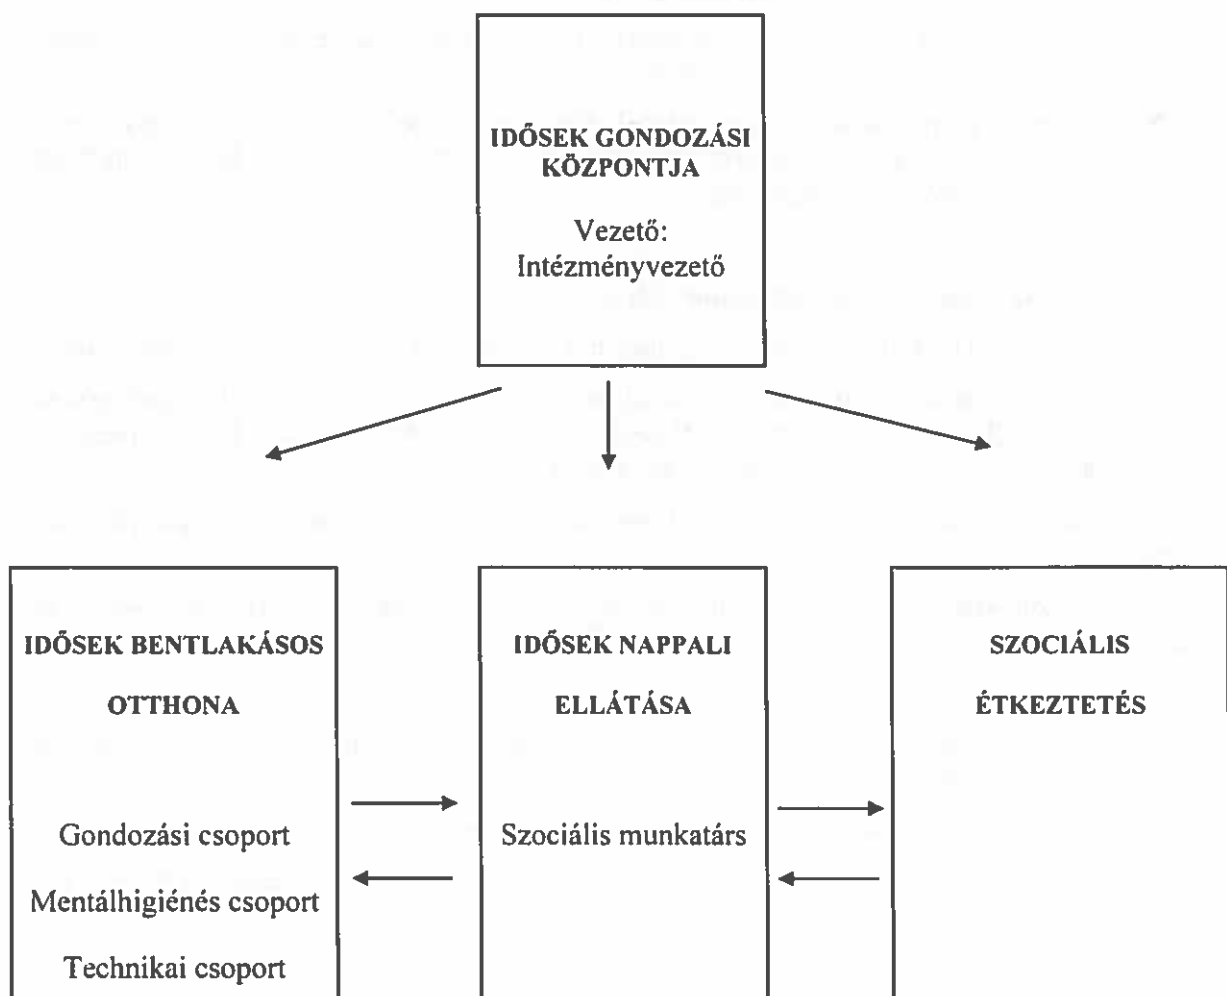 IDŐSEK GONDOZÁSI
KÖZPONTJA
Vezető:
Intézményvezető
IDŐSEK BENTLAKÁSOS
OTTHONA
Gondozási csoport
Mentálhigiénés csoport
Technikai csoport
IDŐSEK NAPPALI
ELLÁTÁSA
Szociális munkatárs
SZOCIÁLIS
ÉTKEZTETÉS